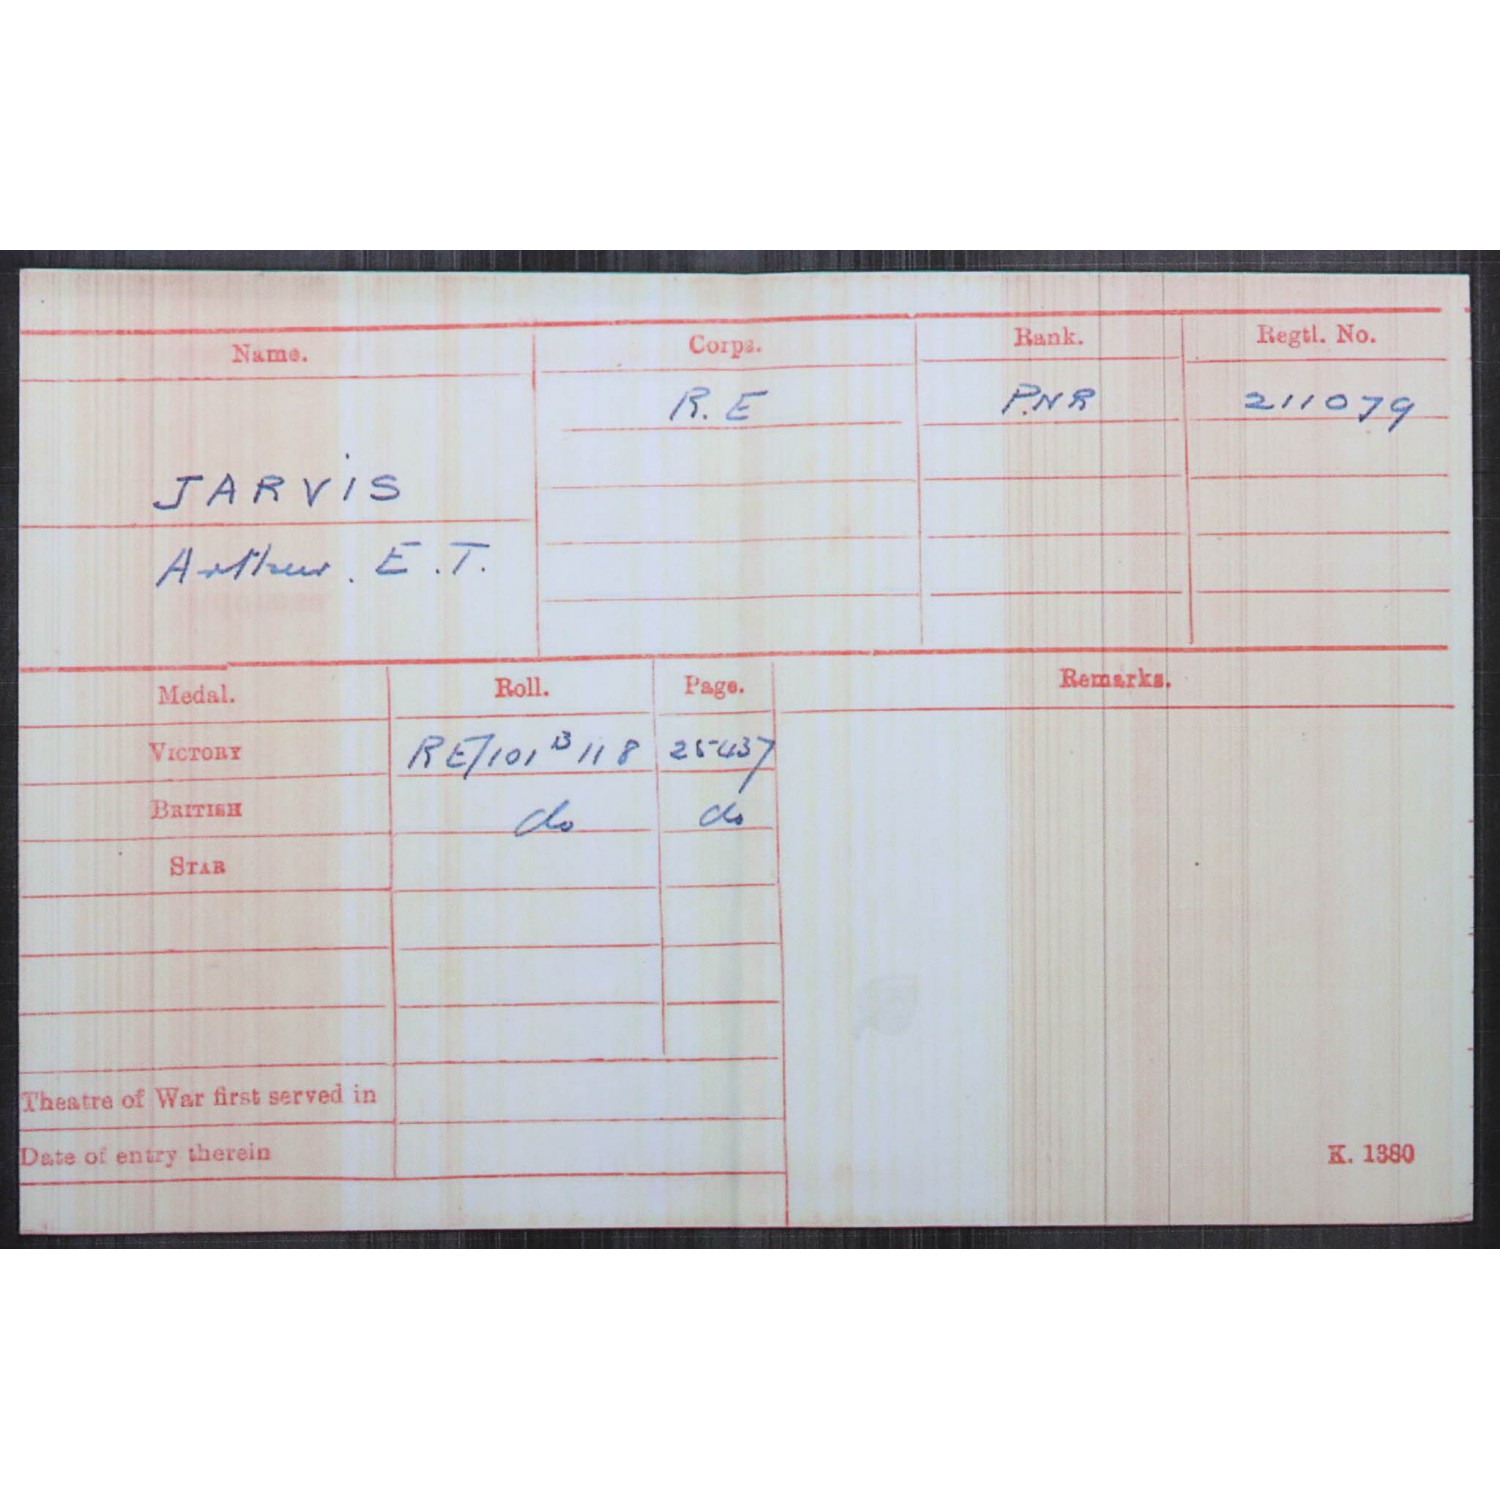 Name. Corps. Rank. Regtl. No.
R. E P.NR 211079
JARVIS
Arthur. E. T.
Medal. Roll. Page. Remarks.
VICTORY RE/101 B 118 25437
BRITISH do do
STAR
Theatre of War first served in
Date of entry therein
K. 1380